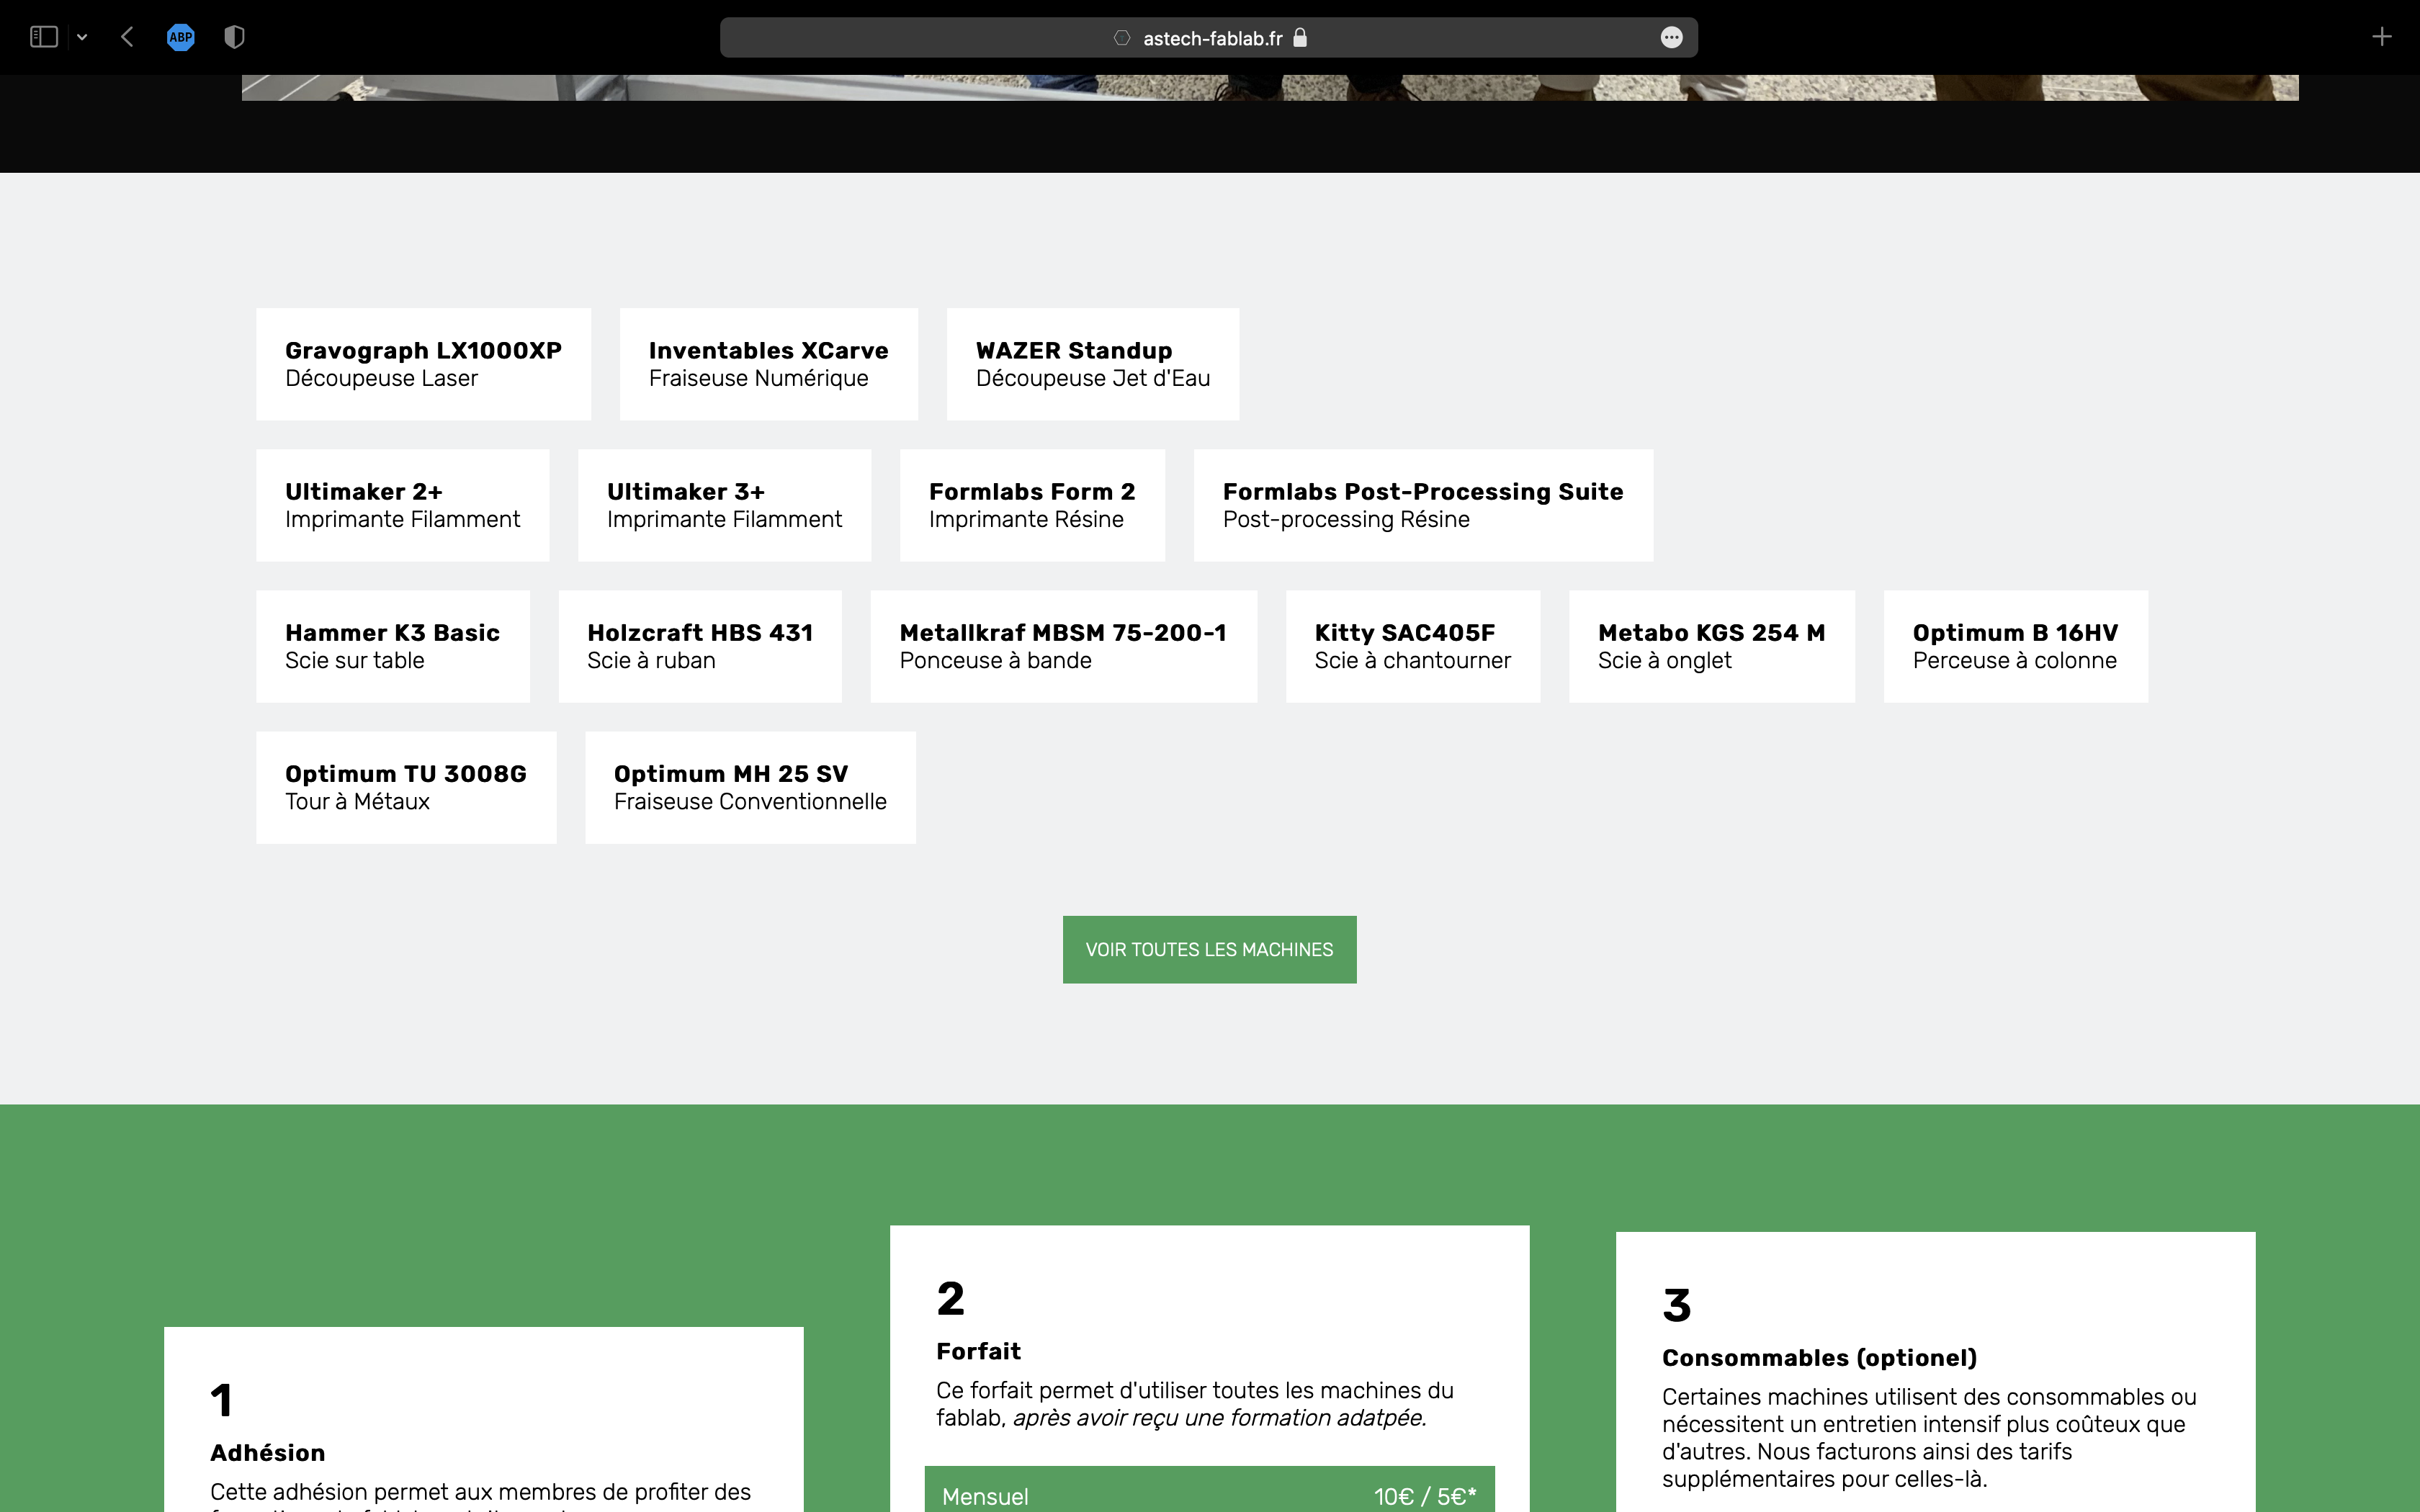 ABP
astech-fablab.fr
Gravograph LX1000XP
Découpeuse Laser
Inventables XCarve
Fraiseuse Numérique
WAZER Standup
Découpeuse Jet d'Eau
Ultimaker 2+
Imprimante Filamment
Ultimaker 3+
Imprimante Filamment
Formlabs Form 2
Imprimante Résine
Formlabs Post-Processing Suite
Post-processing Résine
Hammer K3 Basic
Scie sur table
Holzcraft HBS 431
Scie à ruban
Metallkraf MBSM 75-200-1
Ponceuse à bande
Kitty SAC405F
Scie à chantourner
Metabo KGS 254 M
Scie à onglet
Optimum B 16HV
Perceuse à colonne
Optimum TU 3008G
Tour à Métaux
Optimum MH 25 SV
Fraiseuse Conventionnelle
VOIR TOUTES LES MACHINES
1
Adhésion
Cette adhésion permet aux membres de profiter des
2
Forfait
Ce forfait permet d'utiliser toutes les machines du
fablab, après avoir reçu une formation adatpée.
Mensuel 10€ / 5€*
3
Consommables (optionel)
Certaines machines utilisent des consommables ou
nécessitent un entretien intensif plus coûteux que
d'autres. Nous facturons ainsi des tarifs
supplémentaires pour celles-là.